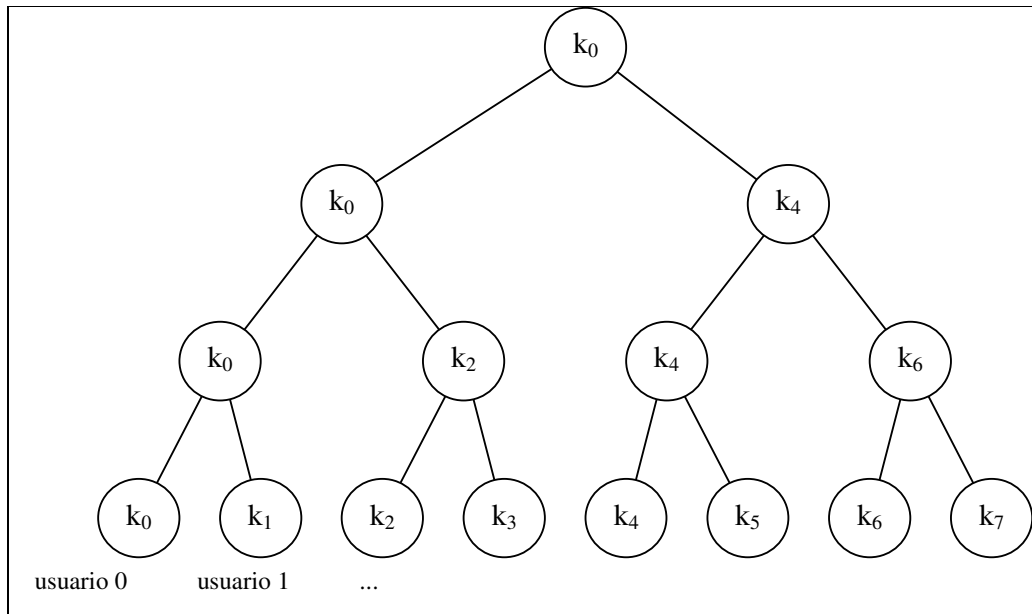 k₀
k₀ k₄
k₀ k₂ k₄ k₆
k₀ k₁ k₂ k₃ k₄ k₅ k₆ k₇
usuario 0 usuario 1 ...